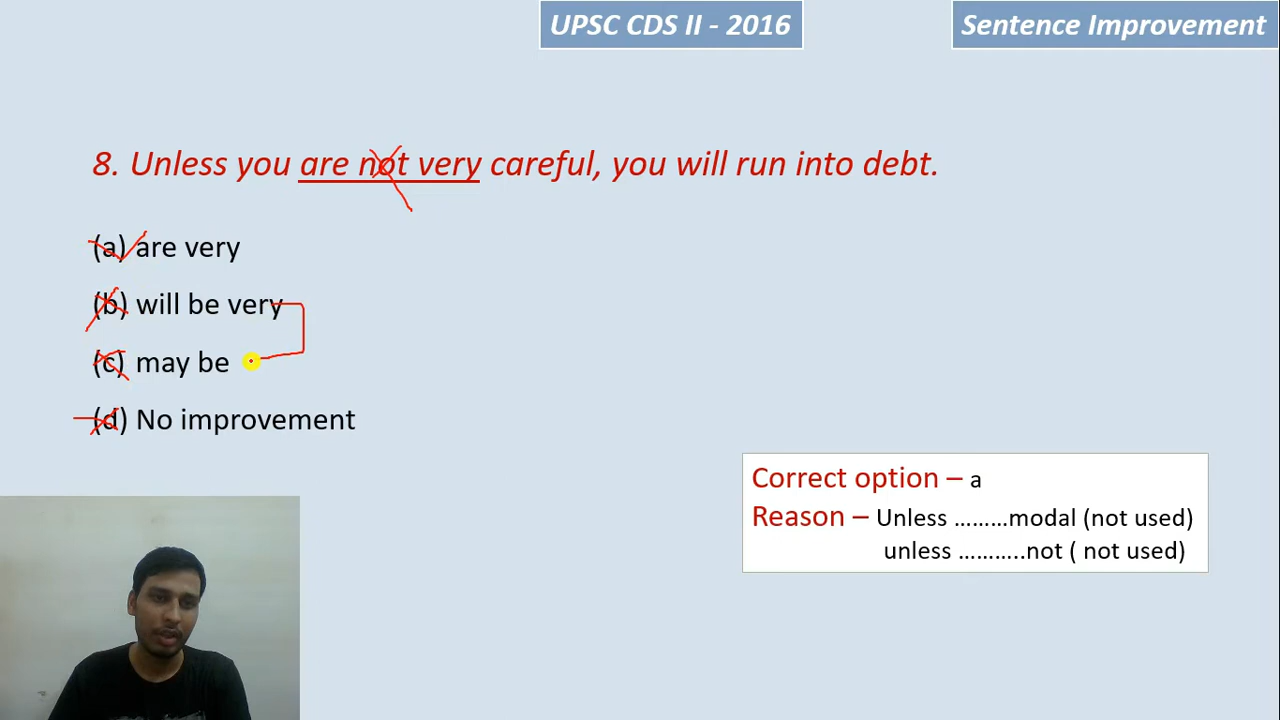 UPSC CDS II - 2016
Sentence Improvement
8. Unless you are not very careful, you will run into debt.
(a) are very
(b) will be very
(c) may be
(d) No improvement
Correct option – a
Reason – Unless ………modal (not used)
unless ………..not ( not used)